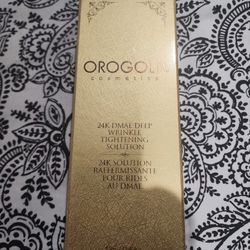 OROGOLD
cosmetics
24K DMAE DEEP
WRINKLE
TIGHTENING
SOLUTION
24K SOLUTION
RAFFERMISSANTE
POUR RIDES
AU DMAE